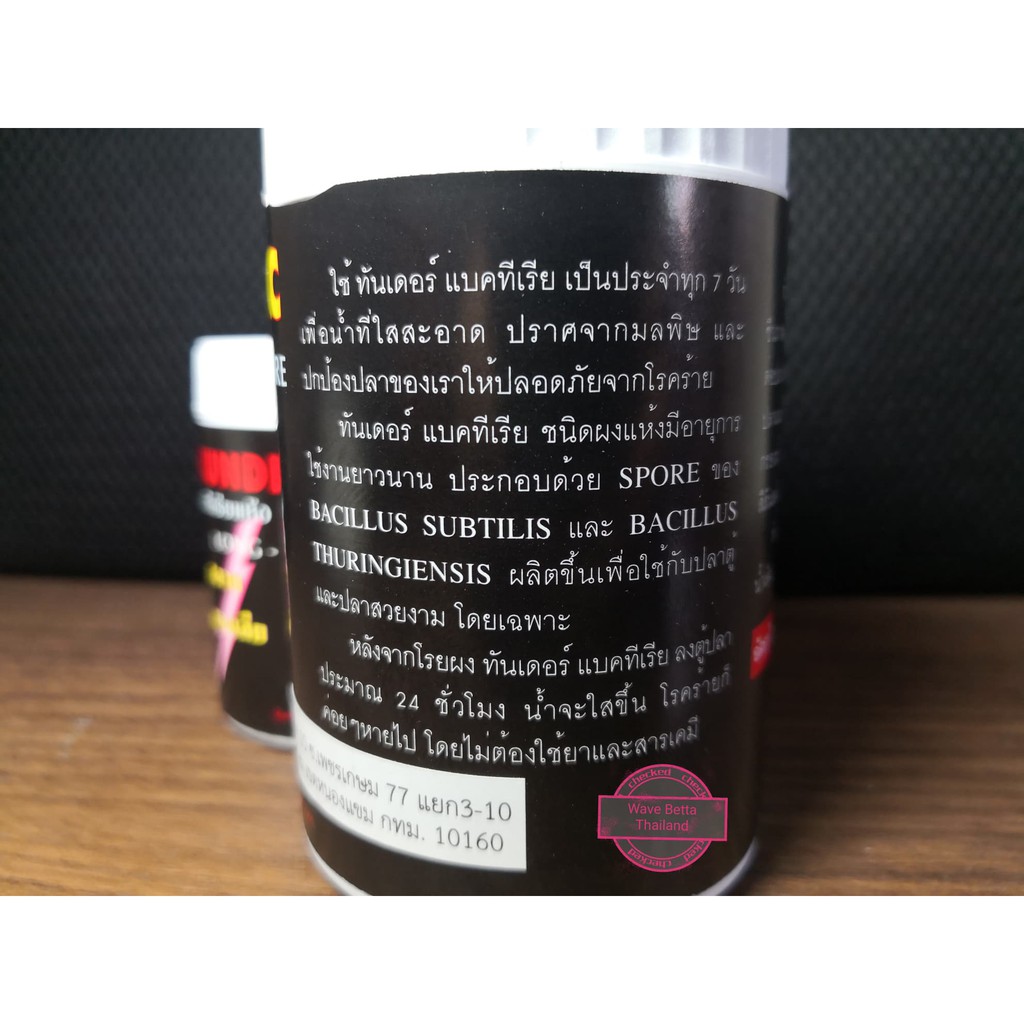 ใช้ ทันเดอร์ แบคทีเรีย เป็นประจำทุก 7 วัน
เพื่อน้ำที่ใสสะอาด ปราศจากมลพิษ และ
ปกป้องปลาของเราให้ปลอดภัยจากโรคร้าย
ทันเดอร์ แบคทีเรีย ชนิดผงแห้งมีอายุการ
ใช้งานยาวนาน ประกอบด้วย SPORE ของ
BACILLUS SUBTILIS และ BACILLUS
THURINGIENSIS ผลิตขึ้นเพื่อใช้กับปลาตู้
และปลาสวยงาม โดยเฉพาะ
หลังจากโรยผง ทันเดอร์ แบคทีเรีย ลงตู้ปลา
ประมาณ 24 ชั่วโมง น้ำจะใสขึ้น โรคร้ายก็
ค่อยๆหายไป โดยไม่ต้องใช้ยาและสารเคมี
ซ.เพชรเกษม 77 แยก3-10
กทม. 10160
checked
Wave Betta
Thailand
checked